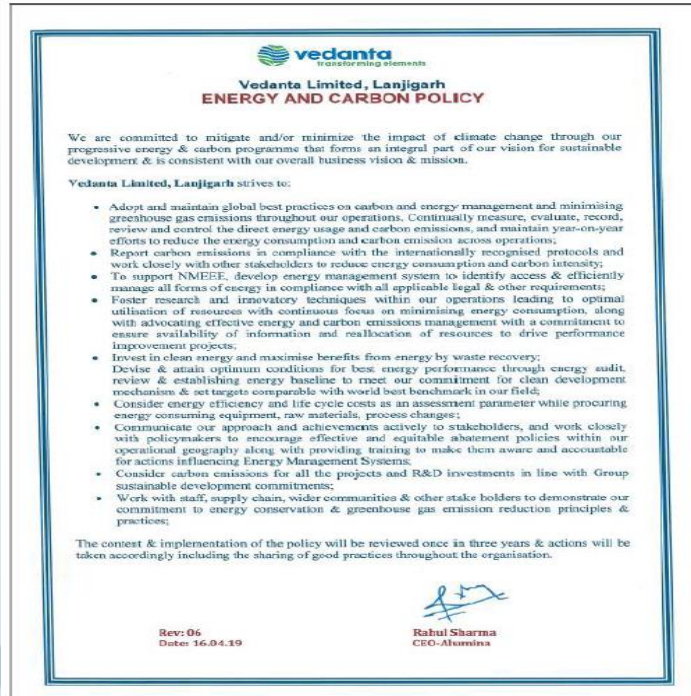 vedanta
transforming elements
Vedanta Limited, Lanjigarh
ENERGY AND CARBON POLICY
We are committed to mitigate and/or minimize the impact of climate change through our
progressive energy & carbon programme that forms an integral part of our vision for sustainable
development & is consistent with our overall business vision & mission.
Vedanta Limited, Lanjigarh strives to:
• Adopt and maintain global best practices on carbon and energy management and minimising
greenhouse gas emissions throughout our operations. Continually measure, evaluate, record,
review and control the direct energy usage and carbon emissions, and maintain year-on-year
efforts to reduce the energy consumption and carbon emission across operations;
• Report carbon emissions in compliance with the internationally recognised protocols and
work closely with other stakeholders to reduce energy consumption and carbon intensity;
• To support NMEEE, develop energy management system to identify access & efficiently
manage all forms of energy in compliance with all applicable legal & other requirements;
• Foster research and innovatory techniques within our operations leading to optimal
utilisation of resources with continuous focus on minimising energy consumption, along
with advocating effective energy and carbon emissions management with a commitment to
ensure availability of information and reallocation of resources to drive performance
improvement projects;
• Invest in clean energy and maximise benefits from energy by waste recovery;
Devise & attain optimum conditions for best energy performance through energy audit,
review & establishing energy baseline to meet our commitment for clean development
mechanism & set targets comparable with world best benchmark in our field;
• Consider energy efficiency and life cycle costs as an assessment parameter while procuring
energy consuming equipment, raw materials, process changes;
• Communicate our approach and achievements actively to stakeholders, and work closely
with policymakers to encourage effective and equitable abatement policies within our
operational geography along with providing training to make them aware and accountable
for actions influencing Energy Management Systems;
• Consider carbon emissions for all the projects and R&D investments in line with Group
sustainable development commitments;
• Work with staff, supply chain, wider communities & other stake holders to demonstrate our
commitment to energy conservation & greenhouse gas emission reduction principles &
practices;
The content & implementation of the policy will be reviewed once in three years & actions will be
taken accordingly including the sharing of good practices throughout the organisation.
Rev: 06
Date: 16.04.19
Rahul Sharma
CEO-Alumina